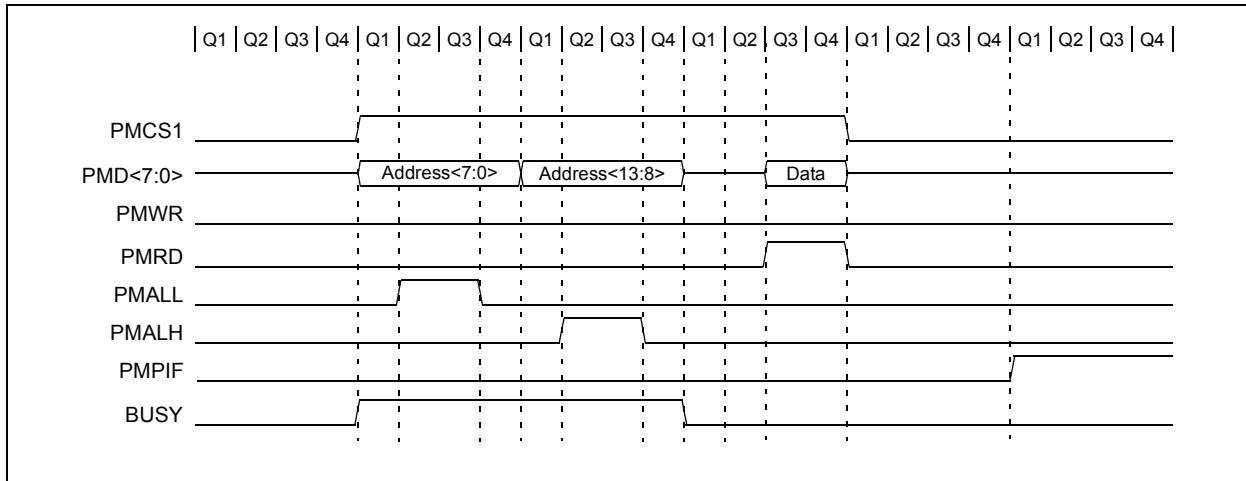 Q1 Q2 Q3 Q4 Q1 Q2 Q3 Q4 Q1 Q2 Q3 Q4 Q1 Q2 Q3 Q4 Q1 Q2 Q3 Q4 Q1 Q2 Q3 Q4
PMCS1
PMD<7:0> Address<7:0> Address<13:8> Data
PMWR
PMRD
PMALL
PMALH
PMPIF
BUSY